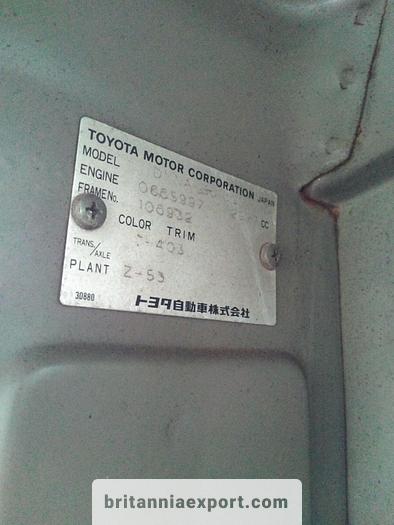 TOYOTA MOTOR CORPORATION JAPAN
MODEL
ENGINE 0665997 CC
FRAME No. 106932
COLOR TRIM
403
TRANS/AXLE
PLANT Z-53
30880 トヨタ自動車株式会社
britanniaexport.com